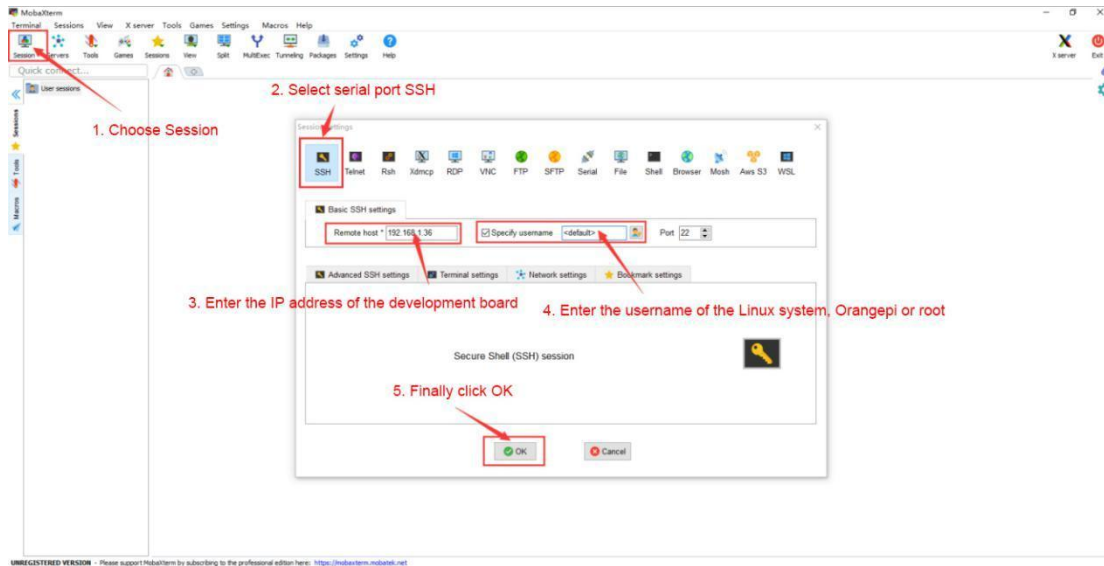 MobaXterm
Terminal Sessions View X server Tools Games Settings Macros Help
Session Servers Tools Games Sessions View Split MultiExec Tunneling Packages Settings Help
X server Exit
Quick connect...
User sessions
2. Select serial port SSH
1. Choose Session
Session settings
SSH Telnet Rsh Xdmcp RDP VNC FTP SFTP Serial File Shell Browser Mosh Aws S3 WSL
Sessions
Tools
Macros
Basic SSH settings
Remote host * 192.168.1.36 Specify username <default> Port 22
Advanced SSH settings Terminal settings Network settings Bookmark settings
3. Enter the IP address of the development board
4. Enter the username of the Linux system, Orangepi or root
Secure Shell (SSH) session
5. Finally click OK
OK Cancel
UNREGISTERED VERSION - Please support MobaXterm by subscribing to the professional edition here: https://mobaxterm.mobatek.net